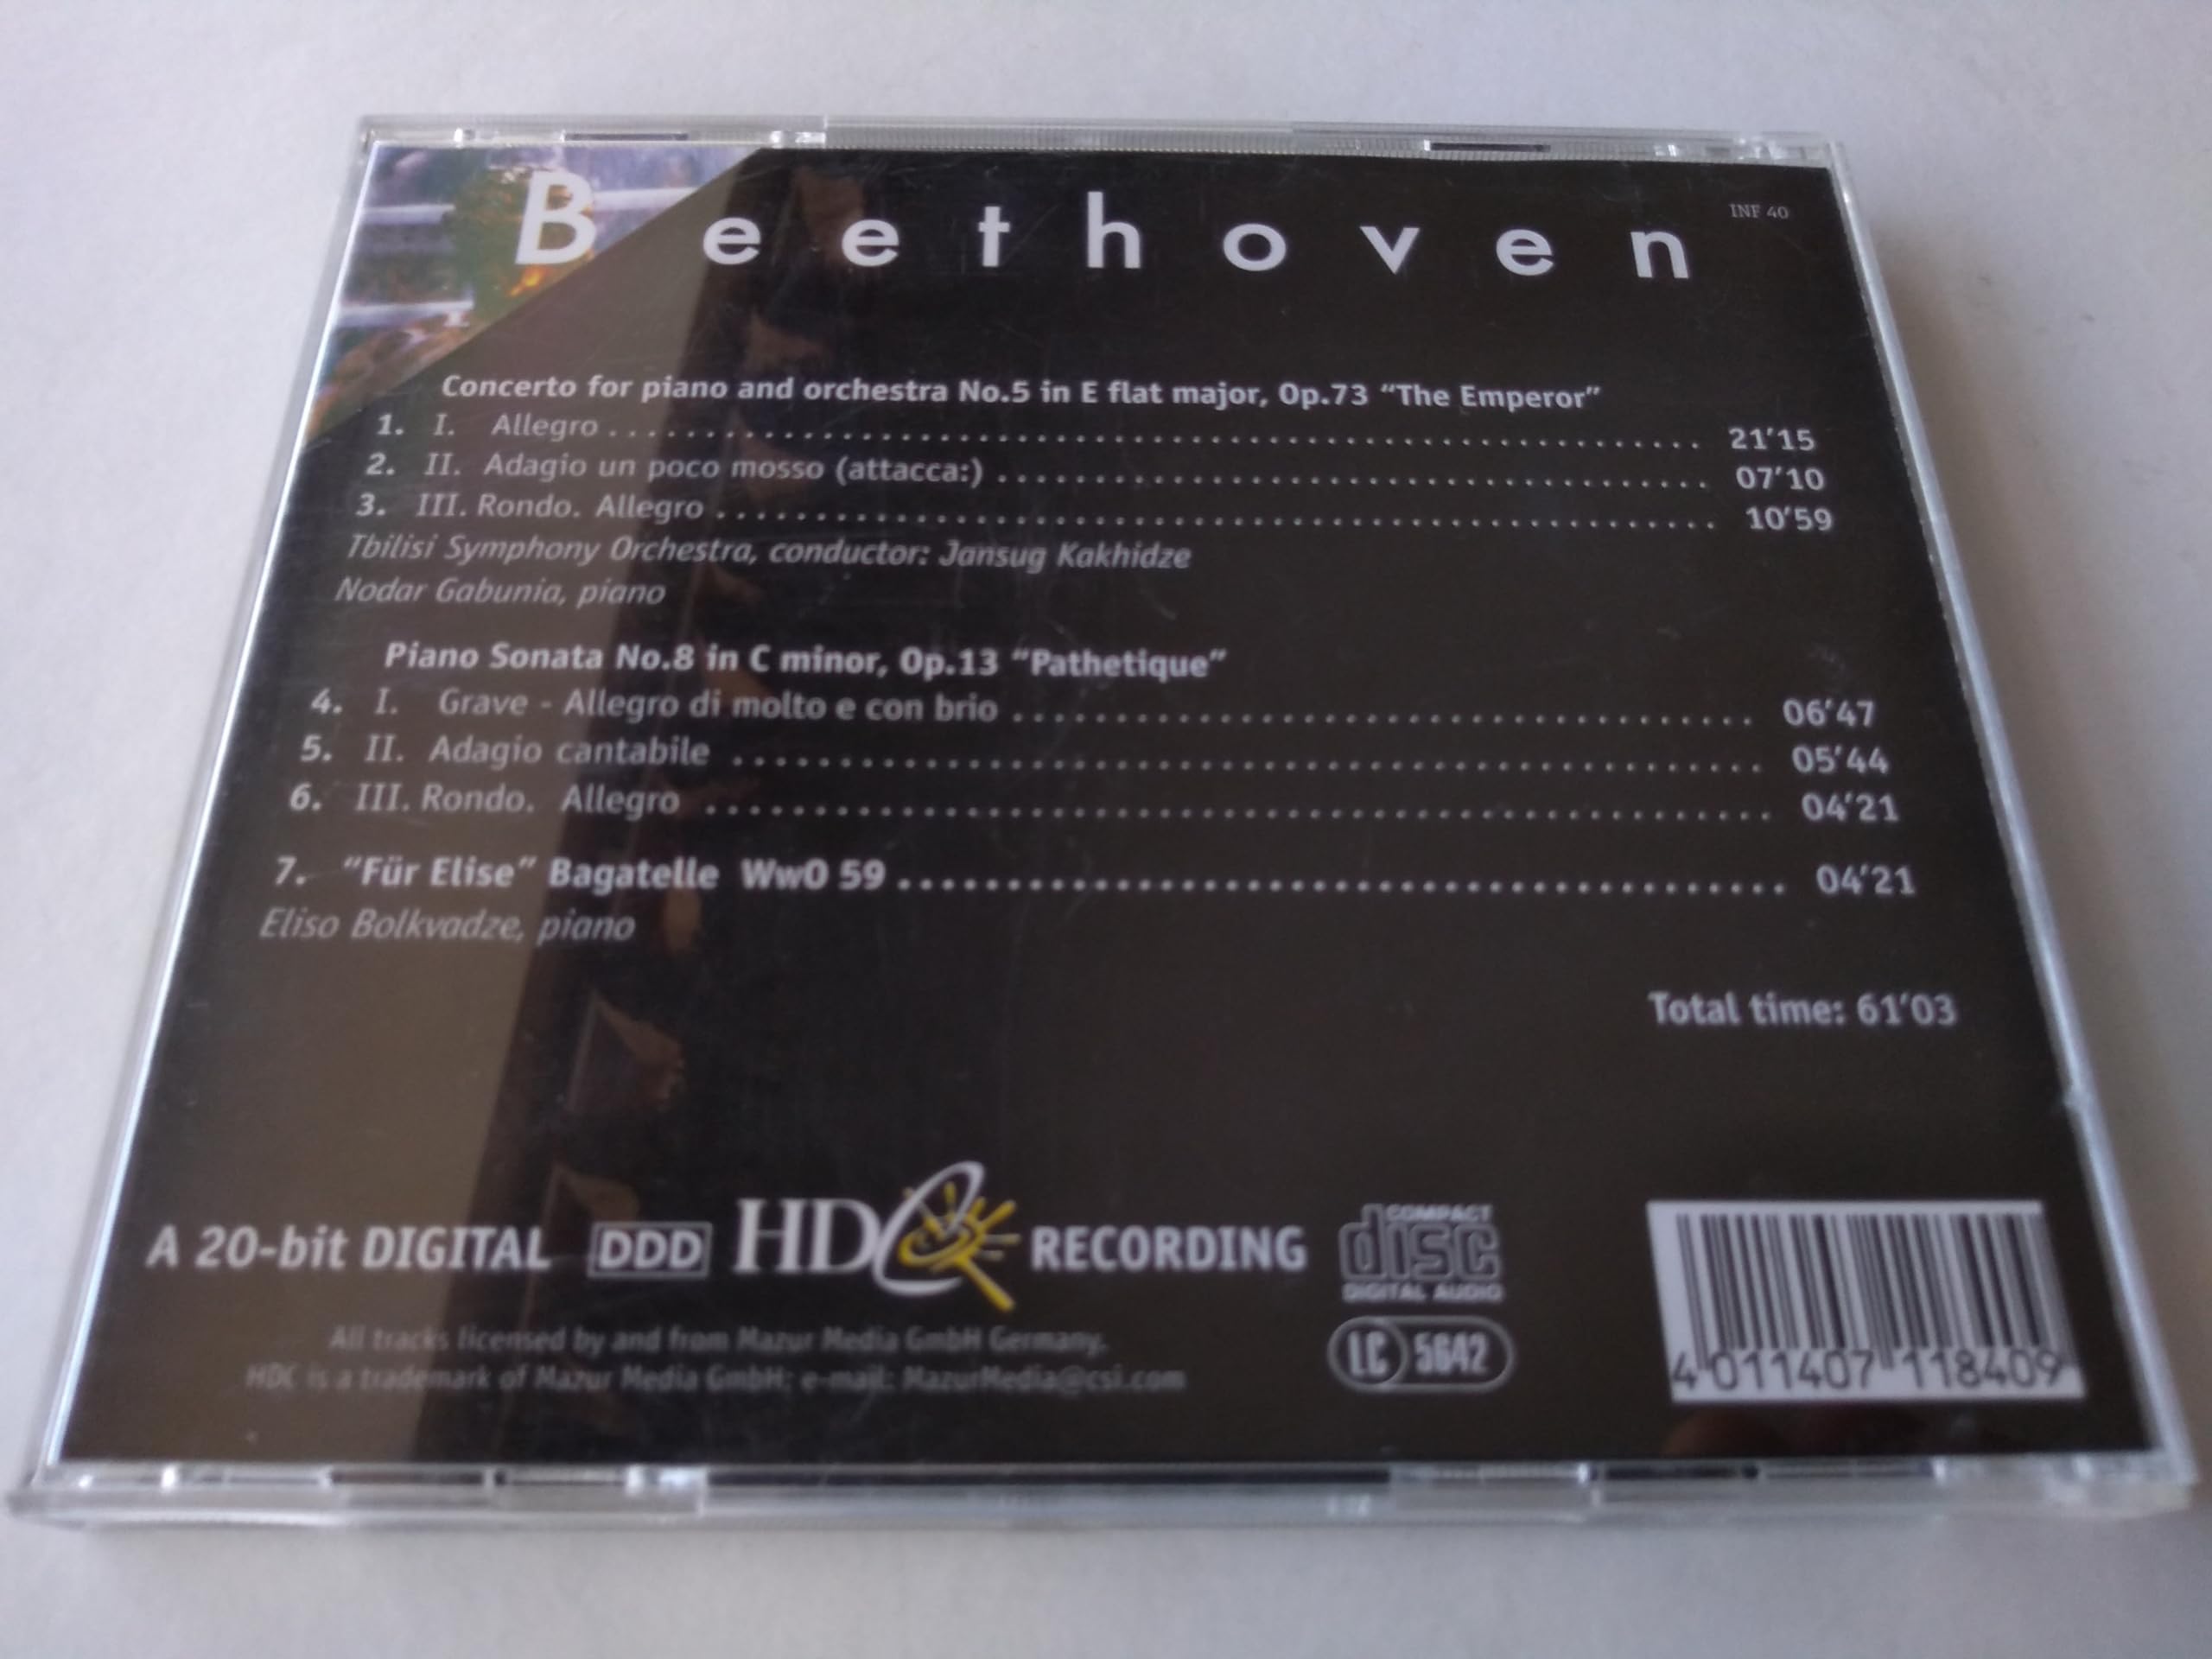 Beethoven
INF 40
Concerto for piano and orchestra No.5 in E flat major, Op.73 "The Emperor"
1. I. Allegro 21'15
2. II. Adagio un poco mosso (attacca:) 07'10
3. III. Rondo. Allegro 10'59
Tbilisi Symphony Orchestra, conductor: Jansug Kakhidze
Nodar Gabunia, piano
Piano Sonata No.8 in C minor, Op.13 "Pathetique"
4. I. Grave - Allegro di molto e con brio 06'47
5. II. Adagio cantabile 05'44
6. III. Rondo. Allegro 04'21
7. "Für Elise" Bagatelle WwO 59 04'21
Eliso Bolkvadze, piano
Total time: 61'03
A 20-bit DIGITAL DDD HDC RECORDING
COMPACT
disc
DIGITAL AUDIO
All tracks licensed by and from Mazur Media GmbH Germany.
HDC is a trademark of Mazur Media GmbH; e-mail: MazurMedia@csi.com
LC 5642
4 011407 118409